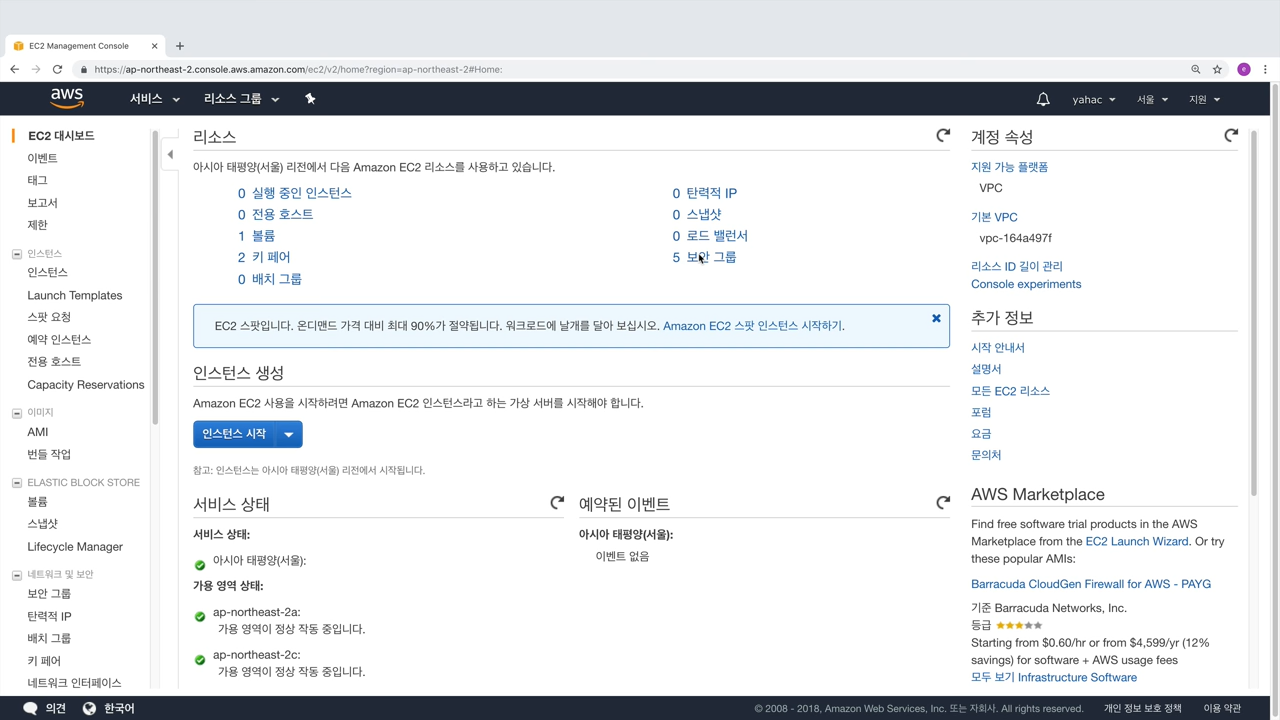 EC2 Management Console
https://ap-northeast-2.console.aws.amazon.com/ec2/v2/home?region=ap-northeast-2#Home:
e
aws
서비스
리소스 그룹
yahac
서울
지원
EC2 대시보드
이벤트
태그
보고서
제한
인스턴스
인스턴스
Launch Templates
스팟 요청
예약 인스턴스
전용 호스트
Capacity Reservations
이미지
AMI
번들 작업
ELASTIC BLOCK STORE
볼륨
스냅샷
Lifecycle Manager
네트워크 및 보안
보안 그룹
탄력적 IP
배치 그룹
키 페어
네트워크 인터페이스
리소스
아시아 태평양(서울) 리전에서 다음 Amazon EC2 리소스를 사용하고 있습니다.
0 실행 중인 인스턴스
0 전용 호스트
1 볼륨
2 키 페어
0 배치 그룹
0 탄력적 IP
0 스냅샷
0 로드 밸런서
5 보안 그룹
EC2 스팟입니다. 온디맨드 가격 대비 최대 90%가 절약됩니다. 워크로드에 날개를 달아 보십시오. Amazon EC2 스팟 인스턴스 시작하기.
인스턴스 생성
Amazon EC2 사용을 시작하려면 Amazon EC2 인스턴스라고 하는 가상 서버를 시작해야 합니다.
인스턴스 시작
참고: 인스턴스는 아시아 태평양(서울) 리전에서 시작됩니다.
서비스 상태
서비스 상태:
아시아 태평양(서울):
가용 영역 상태:
ap-northeast-2a:
가용 영역이 정상 작동 중입니다.
ap-northeast-2c:
가용 영역이 정상 작동 중입니다.
예약된 이벤트
아시아 태평양(서울):
이벤트 없음
계정 속성
지원 가능 플랫폼
VPC
기본 VPC
vpc-164a497f
리소스 ID 길이 관리
Console experiments
추가 정보
시작 안내서
설명서
모든 EC2 리소스
포럼
요금
문의처
AWS Marketplace
Find free software trial products in the AWS
Marketplace from the EC2 Launch Wizard. Or try
these popular AMIs:
Barracuda CloudGen Firewall for AWS - PAYG
기준 Barracuda Networks, Inc.
등급
Starting from $0.60/hr or from $4,599/yr (12%
savings) for software + AWS usage fees
모두 보기 Infrastructure Software
의견
한국어
© 2008 - 2018, Amazon Web Services, Inc. 또는 자회사. All rights reserved.
개인 정보 보호 정책
이용 약관